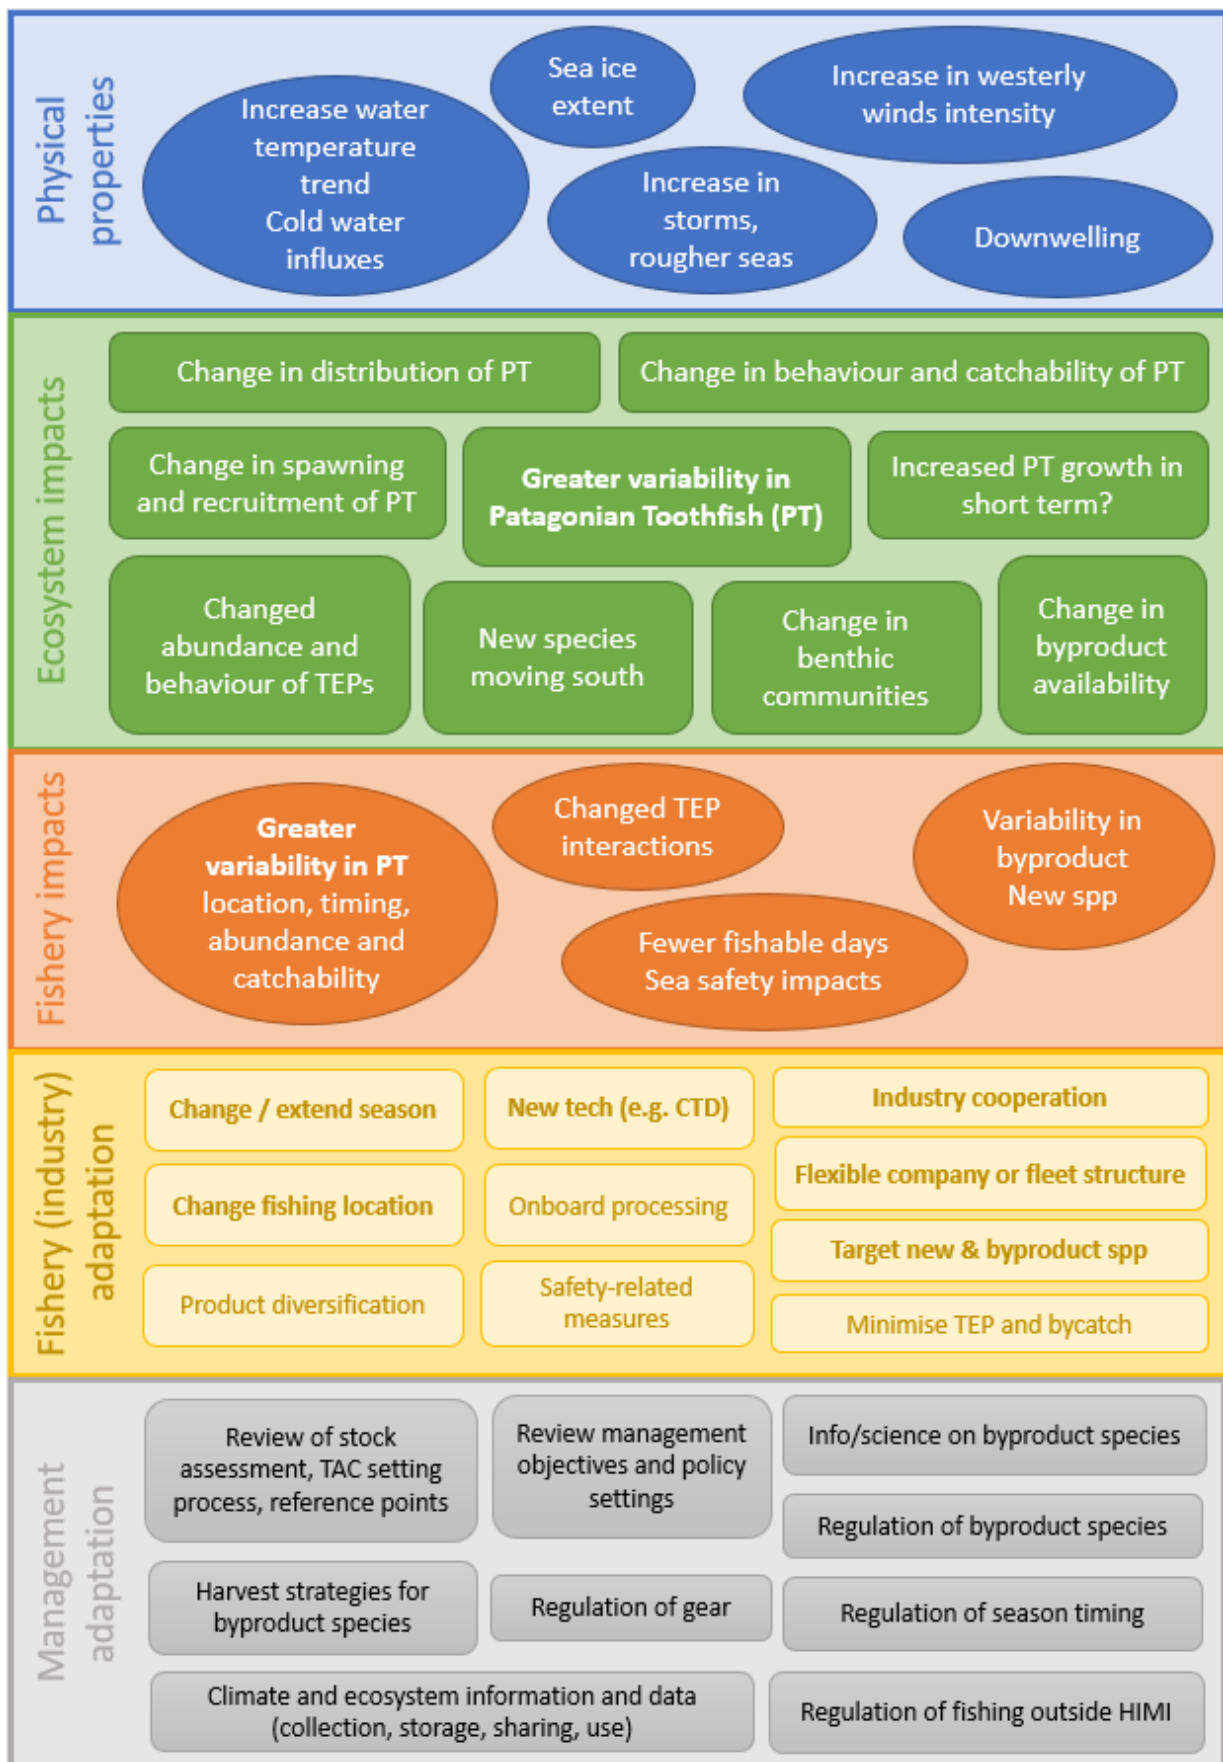 Physical
properties
Increase water
temperature
trend
Cold water
influxes
Sea ice
extent
Increase in westerly
winds intensity
Increase in
storms,
rougher seas
Downwelling
Ecosystem impacts
Change in distribution of PT
Change in behaviour and catchability of PT
Change in spawning
and recruitment of PT
Greater variability in
Patagonian Toothfish (PT)
Increased PT growth in
short term?
Changed
abundance and
behaviour of TEPs
New species
moving south
Change in
benthic
communities
Change in
byproduct
availability
Fishery impacts
Greater
variability in PT
location, timing,
abundance and
catchability
Changed TEP
interactions
Fewer fishable days
Sea safety impacts
Variability in
byproduct
New spp
Fishery (industry)
adaptation
Change / extend season
New tech (e.g. CTD)
Industry cooperation
Change fishing location
Onboard processing
Flexible company or fleet structure
Target new & byproduct spp
Product diversification
Safety-related
measures
Minimise TEP and bycatch
Management
adaptation
Review of stock
assessment, TAC setting
process, reference points
Review management
objectives and policy
settings
Info/science on byproduct species
Regulation of byproduct species
Harvest strategies for
byproduct species
Regulation of gear
Regulation of season timing
Climate and ecosystem information and data
(collection, storage, sharing, use)
Regulation of fishing outside HIMI